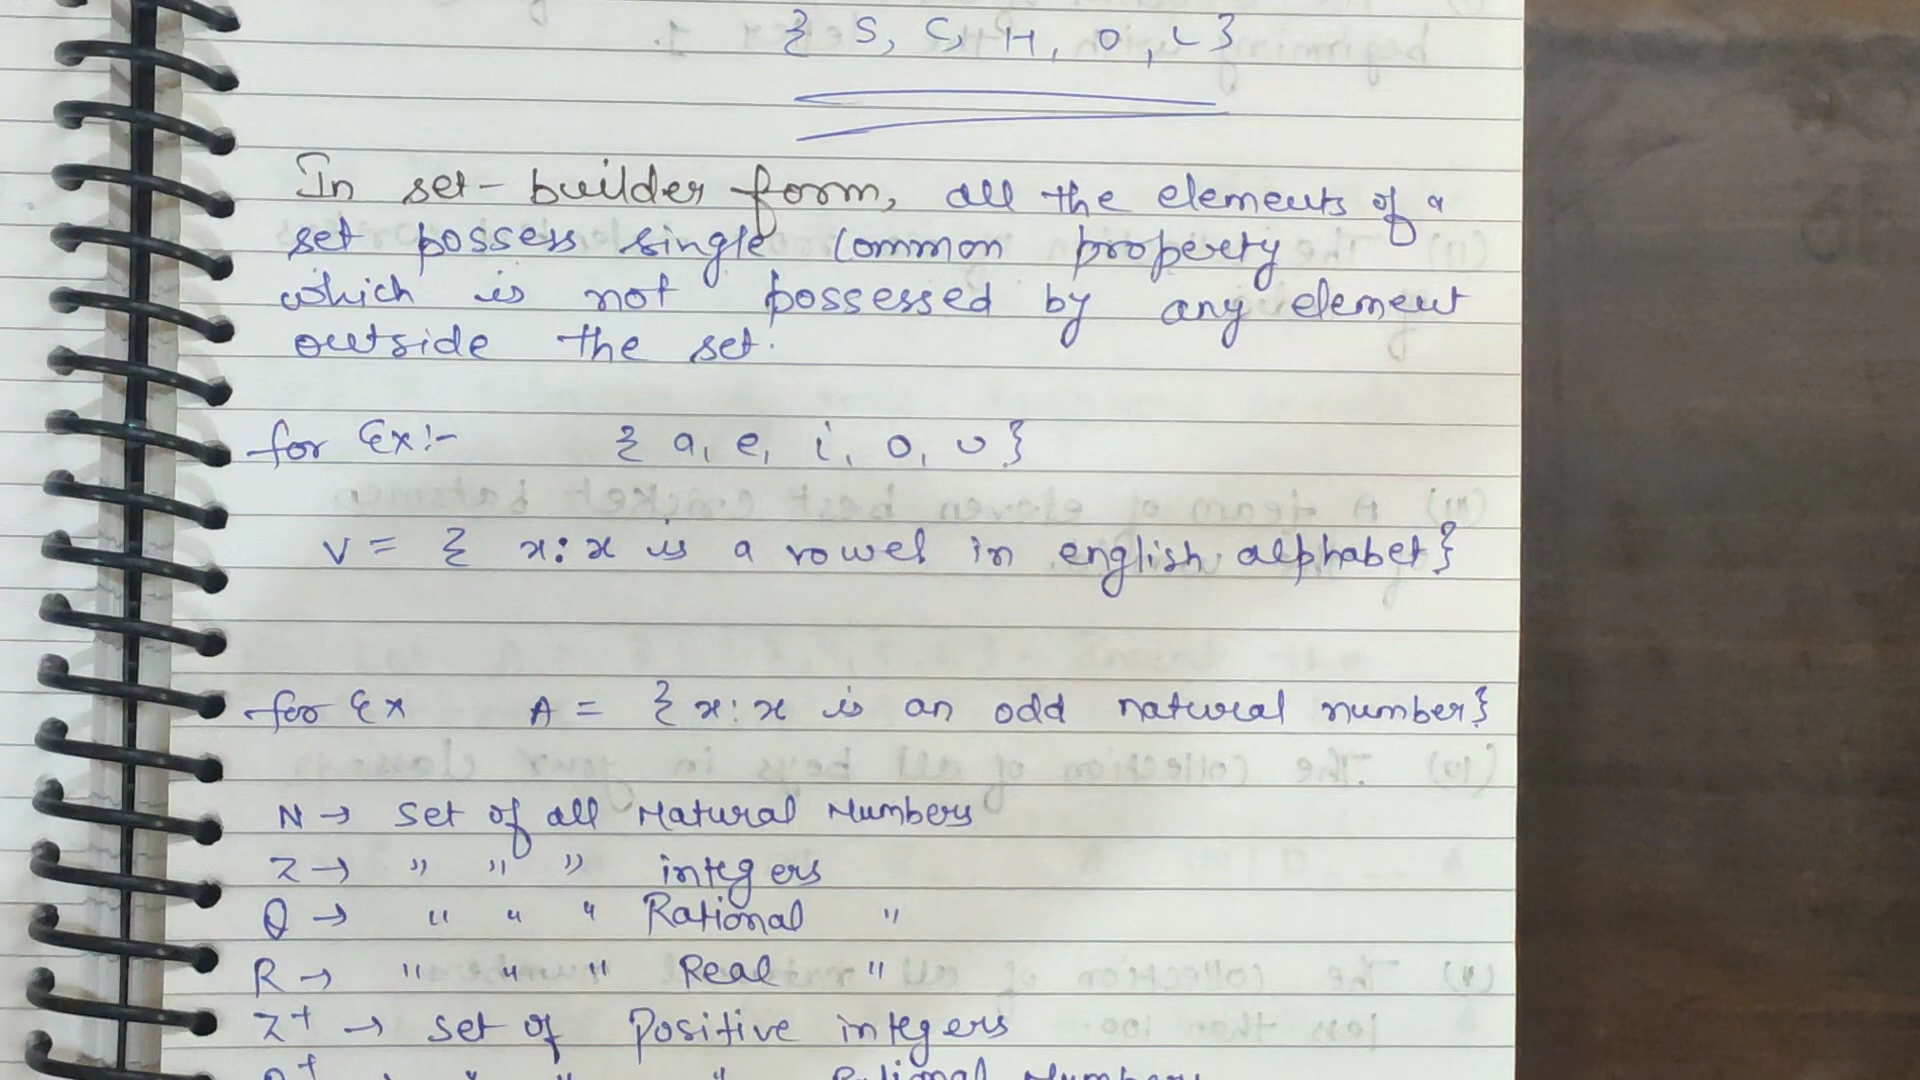 { S, C, H, O, L }
In set-builder form, all the elements of a
set possess single common property
which is not possessed by any element
outside the set.
for Ex:- { a, e, i, o, u }
V = { x : x is a vowel in english alphabet }
for Ex A = { x : x is an odd natural number }
N → set of all Natural Numbers
Z → " " " integers
Q → " " " Rational "
R → " " " Real "
Z+ → set of Positive integers
" " " Rational Numbers